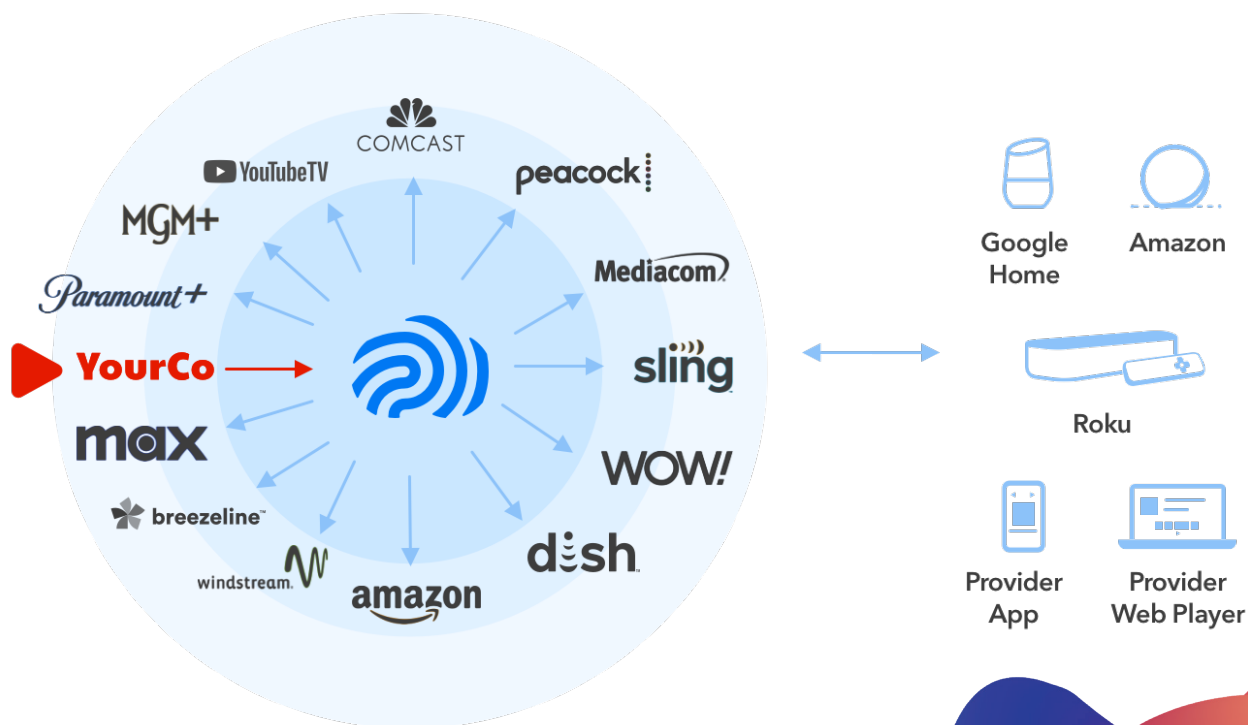 COMCAST
YouTubeTV
peacock
MGM+
Mediacom
Paramount+
YourCo
sling
max
WOW!
breezeline™
dish
windstream.
amazon
Google
Home
Amazon
Roku
Provider
App
Provider
Web Player